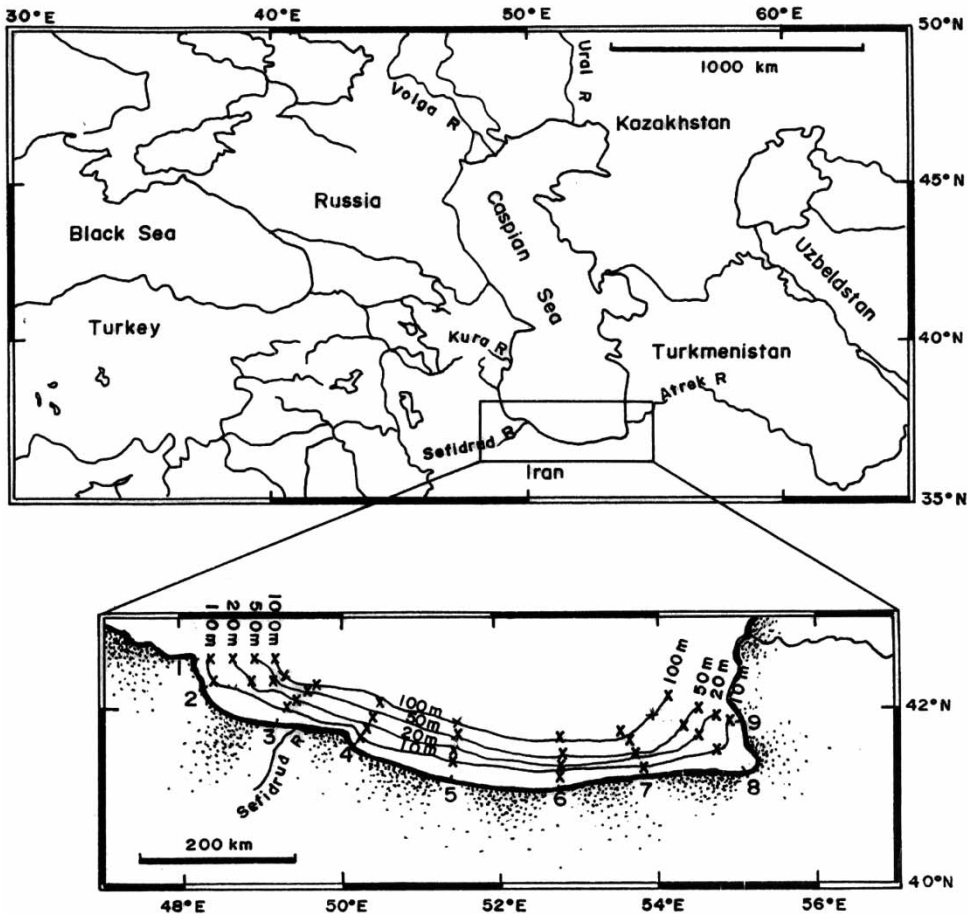 30°E 40°E 50°E 60°E 50°N
Ural R
1000 km
Volga R
Kazakhstan
45°N
Russia
Caspian Sea
Black Sea
Uzbeldstan
Turkey
Kura R
40°N
Turkmenistan
Atrek R
Sefidrud R
Iran
35°N
10m 20m 50m 100m
1
2
3
4
5
6
7
8
9
100m
50m
20m
10m
100m
50m
20m
10m
42°N
Sefidrud R
200 km
40°N
48°E 50°E 52°E 54°E 56°E